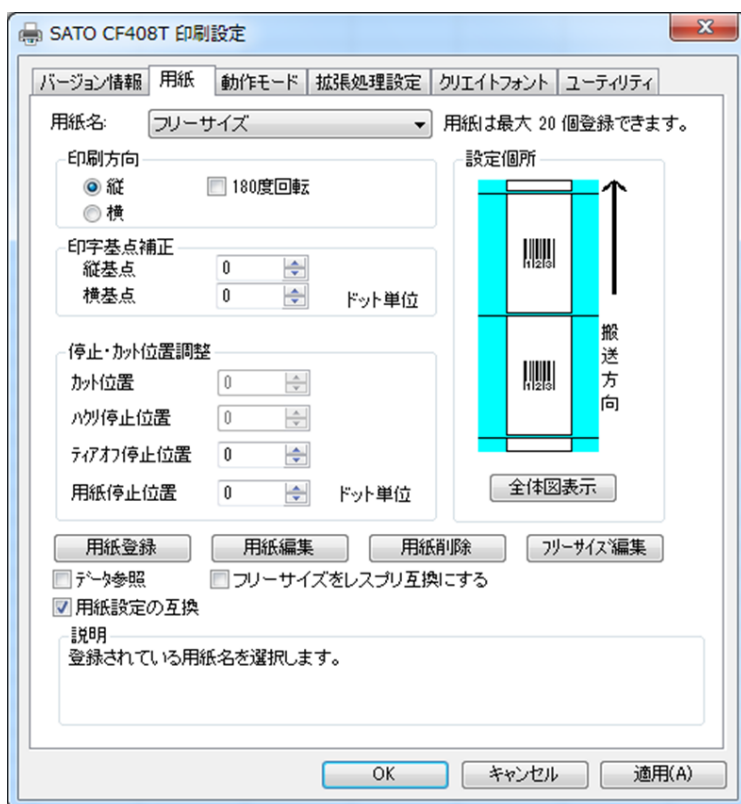 SATO CF408T 印刷設定
バージョン情報 用紙 動作モード 拡張処理設定 クリエイトフォント ユーティリティ
用紙名: フリーサイズ 用紙は最大 20 個登録できます。
印刷方向
縦 180度回転
横
印字基点補正
縦基点 0
横基点 0 ドット単位
停止・カット位置調整
カット位置 0
ハクリ停止位置 0
ティアオフ停止位置 0
用紙停止位置 0 ドット単位
設定個所
123
123
搬送方向
全体図表示
用紙登録 用紙編集 用紙削除 フリーサイズ編集
データ参照 フリーサイズをレスプリ互換にする
用紙設定の互換
説明
登録されている用紙名を選択します。
OK キャンセル 適用(A)